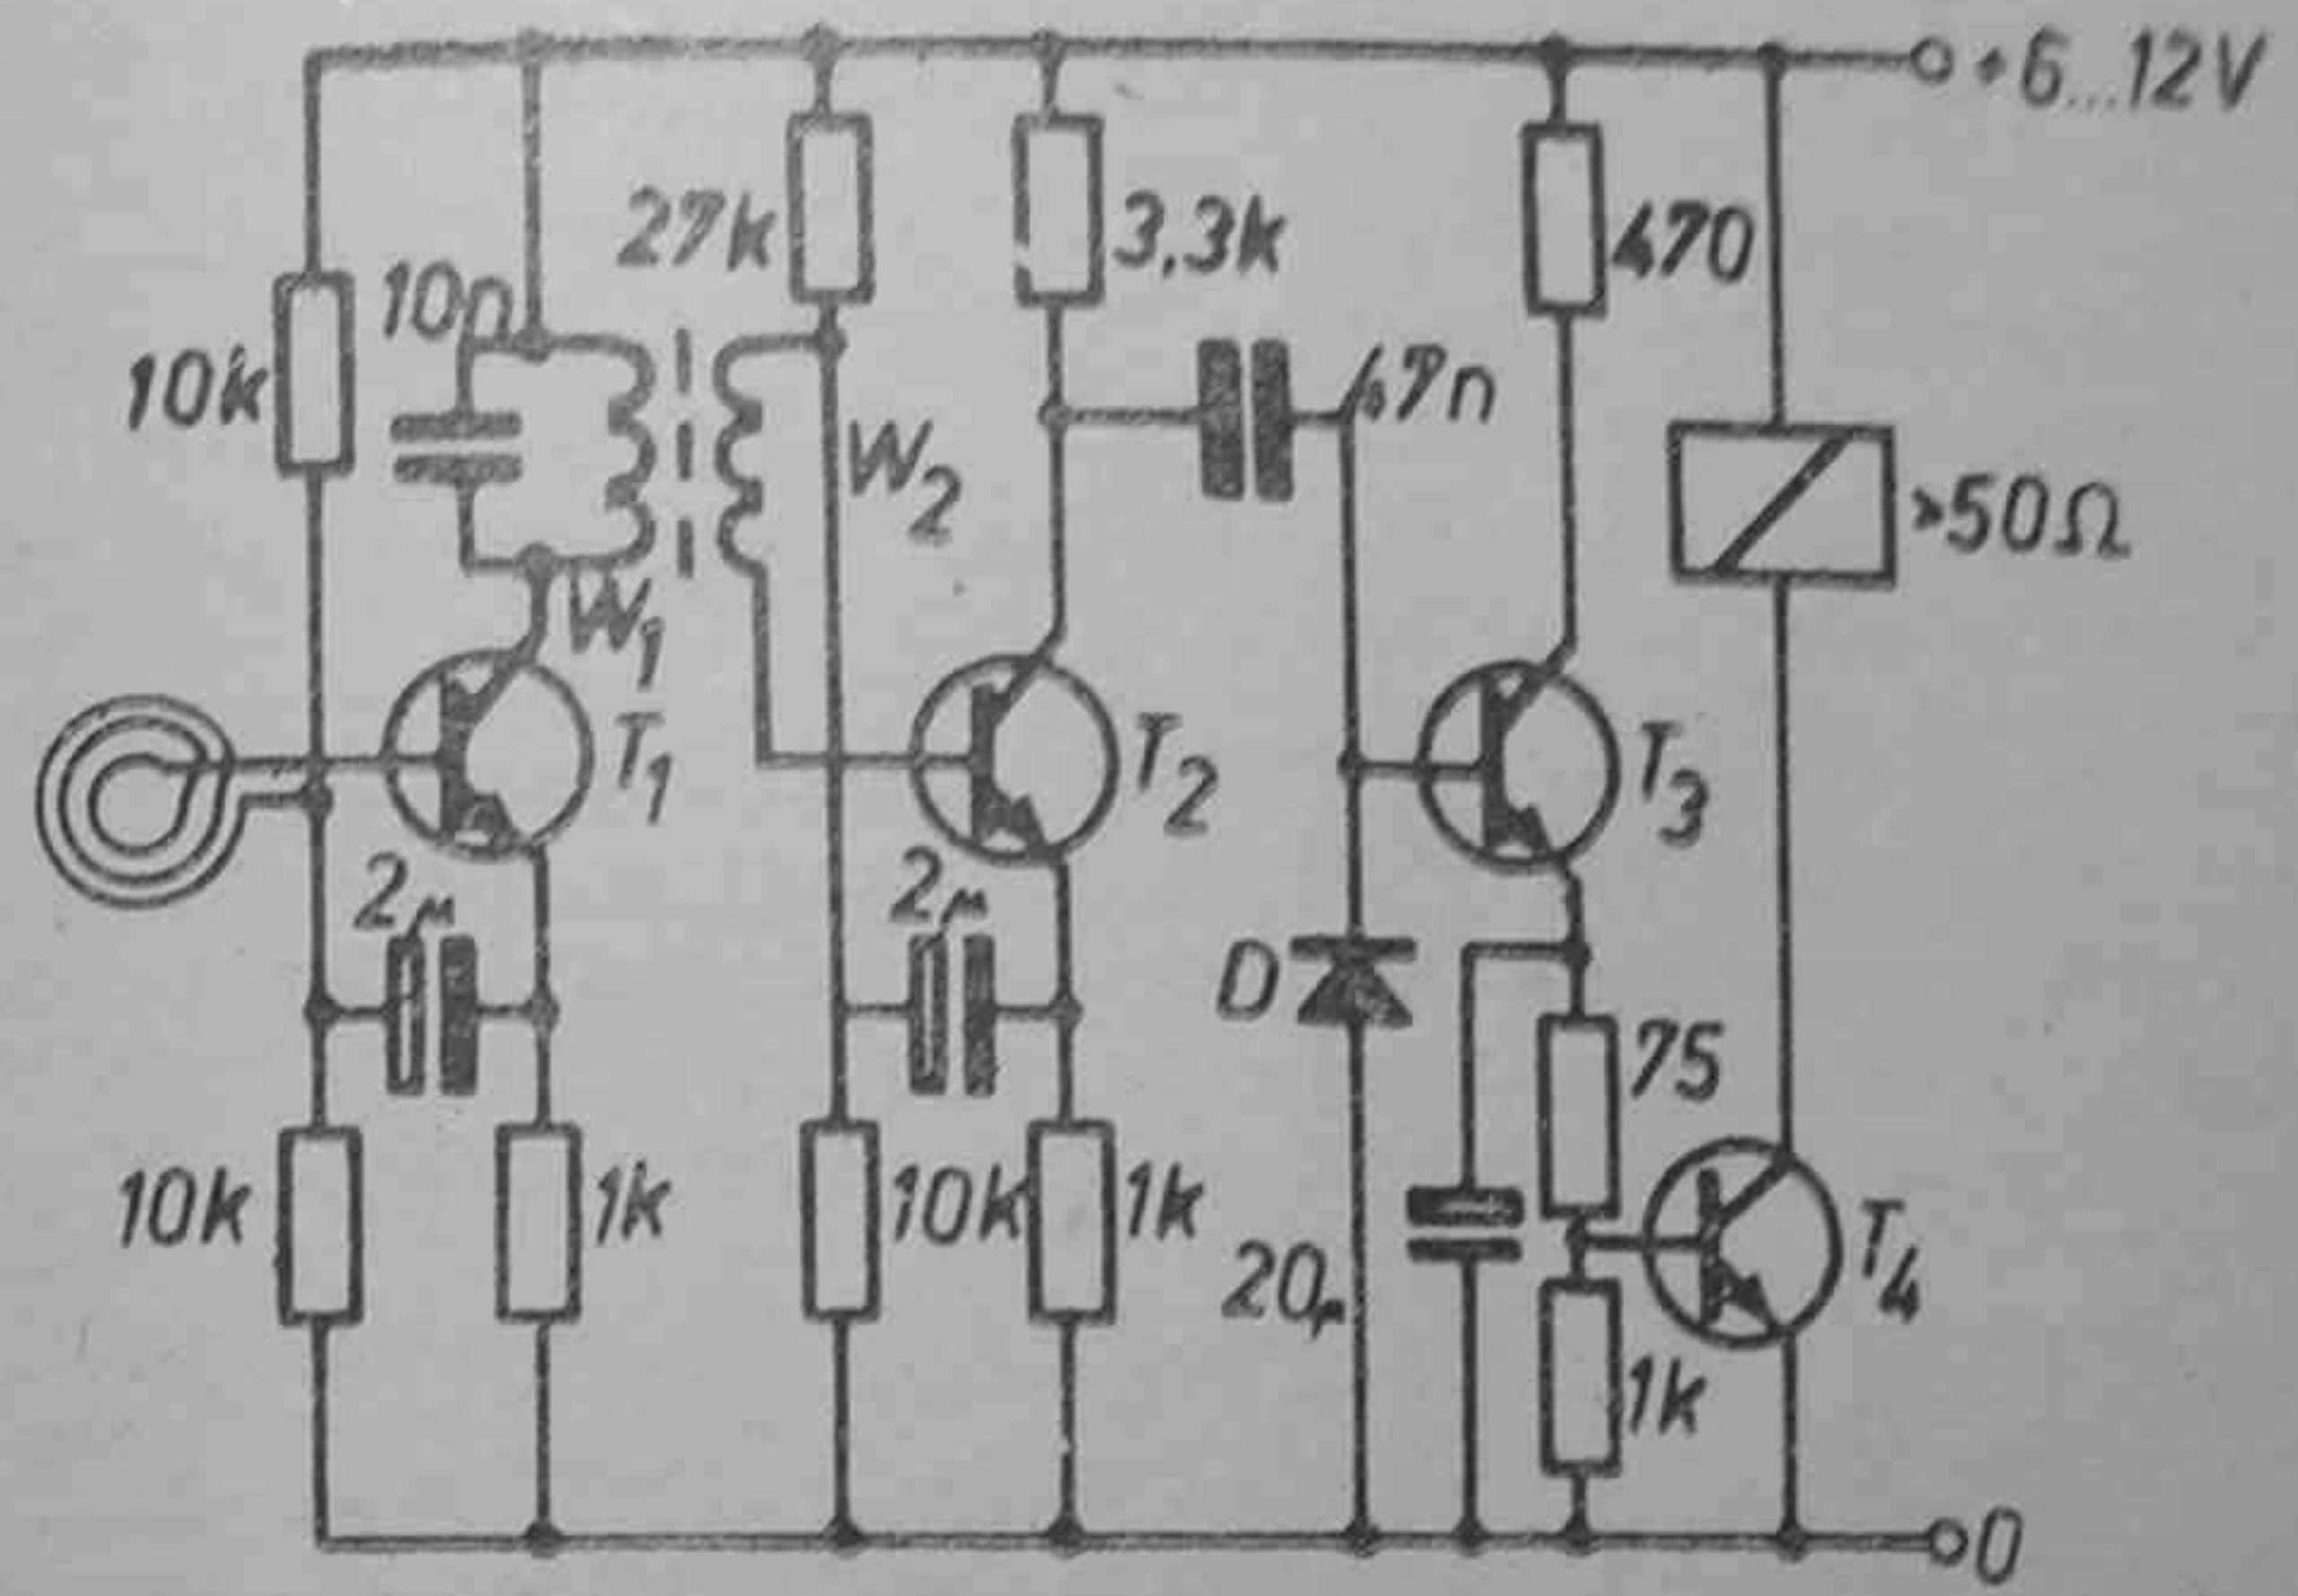 +6...12V
27k
3,3k
470
10n
10k
47n
W2
>50Ω
W1
T1
T2
T3
2μ
2μ
D
75
10k
1k
10k
1k
20μ
T4
1k
0